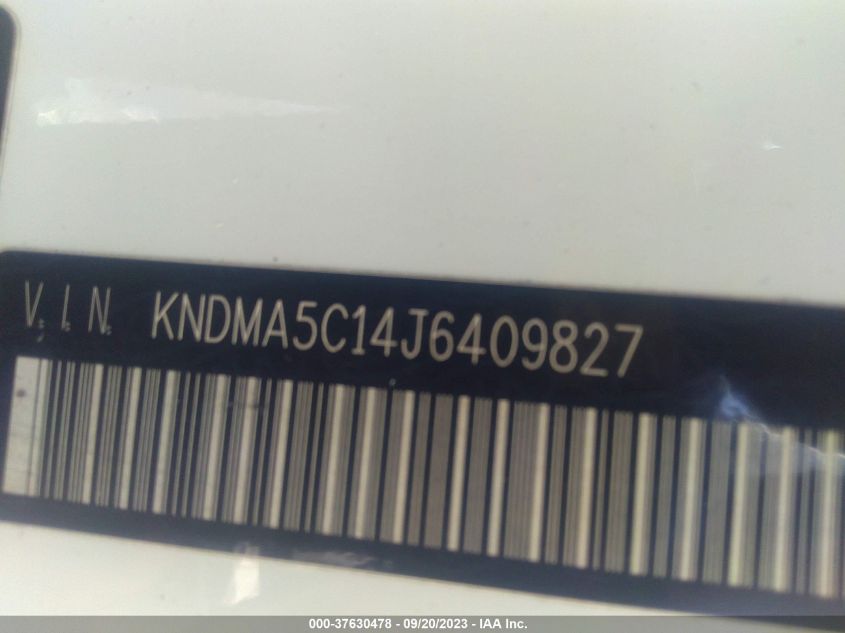 V.I.N. KNDMA5C14J6409827
000-37630478 - 09/20/2023 - IAA Inc.